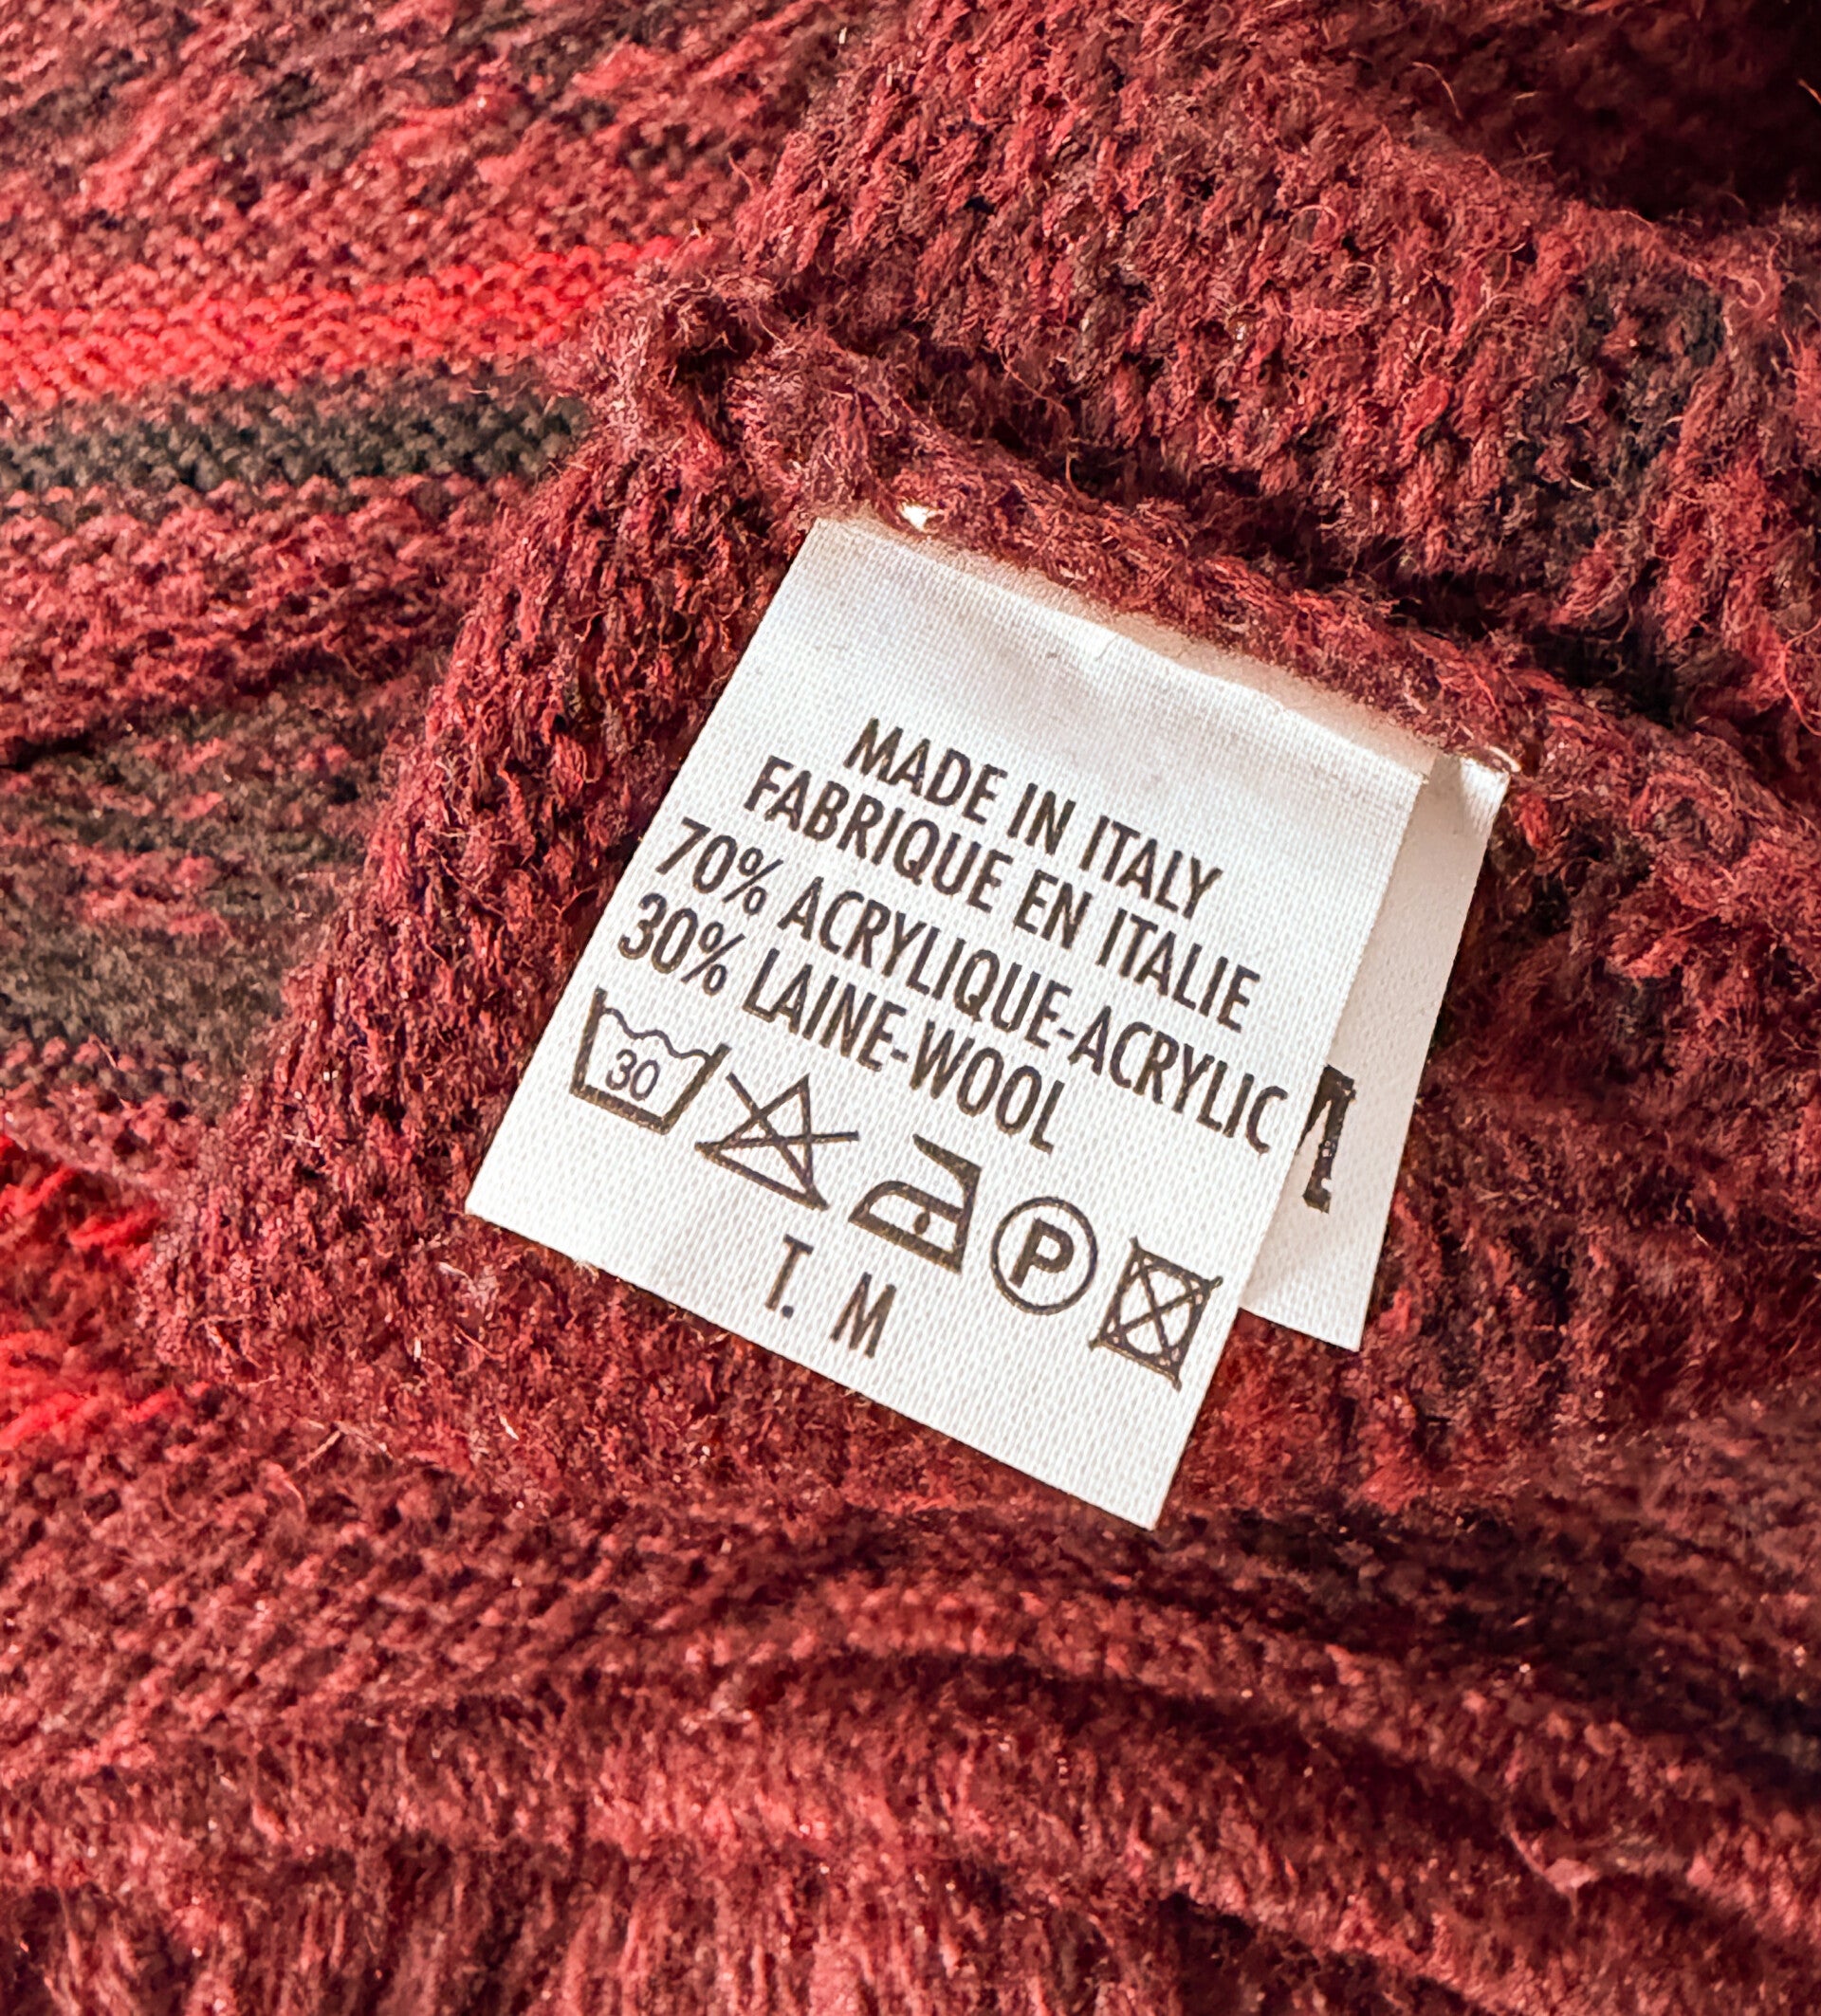 MADE IN ITALY
FABRIQUE EN ITALIE
70% ACRYLIQUE-ACRYLIC
30% LAINE-WOOL
30
P
T. M